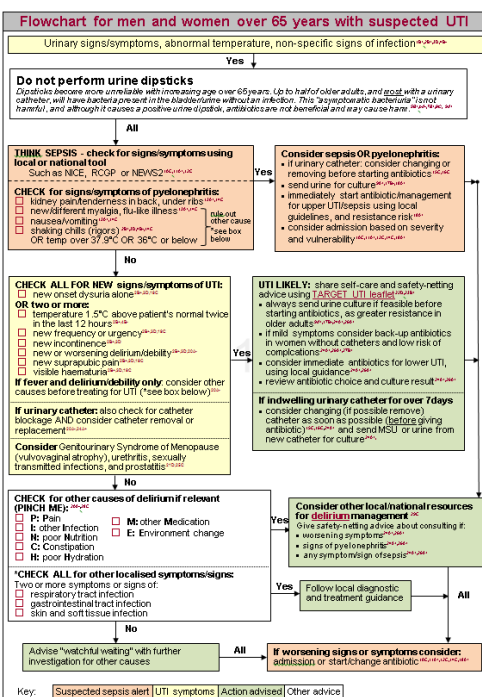 Flowchart for men and women over 65 years with suspected UTI
Urinary signs/symptoms, abnormal temperature, non-specific signs of infection
Yes
Do not perform urine dipsticks
Dipsticks become more unreliable with increasing age over 65 years. Up to half of older adults, and most with a urinary
catheter, will have bacteria present in the bladder/urine without an infection. This "asymptomatic bacteriuria" is not
harmful, and although it causes a positive urine dipstick, antibiotics are not beneficial and may cause harm.
All
THINK SEPSIS - check for signs/symptoms using
local or national tool
Such as NICE, RCGP or NEWS2
CHECK for signs/symptoms of pyelonephritis:
kidney pain/tenderness in back, under ribs
new/different myalgia, flu-like illness
nausea/vomiting
shaking chills (rigors)
OR temp over 37.9°C OR 36°C or below
rule out
other cause
*see box
below
Yes
Consider sepsis OR pyelonephritis:
• if urinary catheter: consider changing or
removing before starting antibiotics
• send urine for culture
• immediately start antibiotic/management
for upper UTI/sepsis using local
guidelines, and resistance risk
• consider admission based on severity
and vulnerability
No
CHECK ALL FOR NEW signs/symptoms of UTI:
new onset dysuria alone
OR two or more:
temperature 1.5°C above patient's normal twice
in the last 12 hours
new frequency or urgency
new incontinence
new or worsening delirium/debility
new suprapubic pain
visible haematuria
If fever and delirium/debility only: consider other
causes before treating for UTI (*see box below)
If urinary catheter: also check for catheter
blockage AND consider catheter removal or
replacement
Consider Genitourinary Syndrome of Menopause
(vulvovaginal atrophy), urethritis, sexually
transmitted infections, and prostatitis
Yes
UTI LIKELY: share self-care and safety-netting
advice using TARGET UTI leaflet
• always send urine culture if feasible before
starting antibiotics, as greater resistance in
older adults
• if mild symptoms consider back-up antibiotics
in women without catheters and low risk of
complications
• consider immediate antibiotics for lower UTI,
using local guidance
• review antibiotic choice and culture result
If indwelling urinary catheter for over 7days
• consider changing (if possible remove)
catheter as soon as possible (before giving
antibiotic) and send MSU or urine from
new catheter for culture
No
CHECK for other causes of delirium if relevant
(PINCH ME):
P: Pain
I: other Infection
N: poor Nutrition
C: Constipation
H: poor Hydration
M: other Medication
E: Environment change
*CHECK ALL for other localised symptoms/signs:
Two or more symptoms or signs of:
respiratory tract infection
gastrointestinal tract infection
skin and soft tissue infection
Yes
Consider other local/national resources
for delirium management
Give safety-netting advice about consulting if:
• worsening symptoms
• signs of pyelonephritis
• any symptom/sign of sepsis
Yes
Follow local diagnostic
and treatment guidance
All
No
Advise "watchful waiting" with further
investigation for other causes
All
If worsening signs or symptoms consider:
admission or start/change antibiotic
Key: Suspected sepsis alert UTI symptoms Action advised Other advice